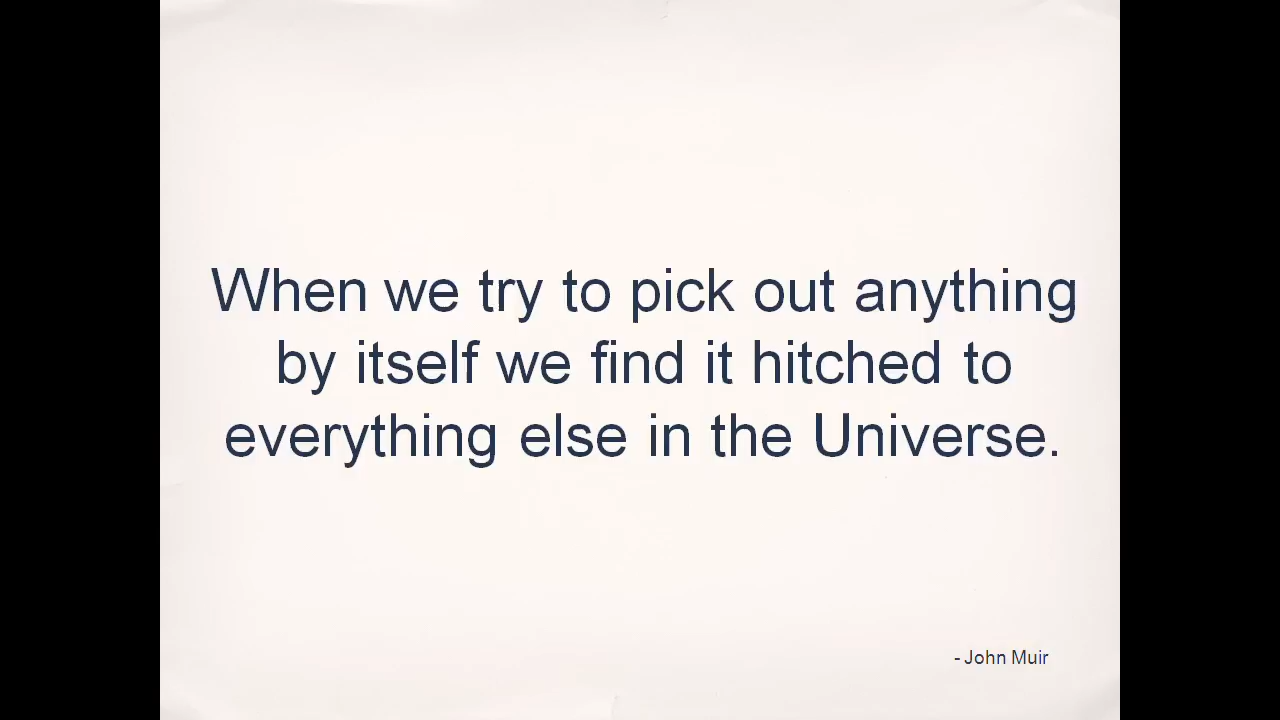 When we try to pick out anything
by itself we find it hitched to
everything else in the Universe.
- John Muir